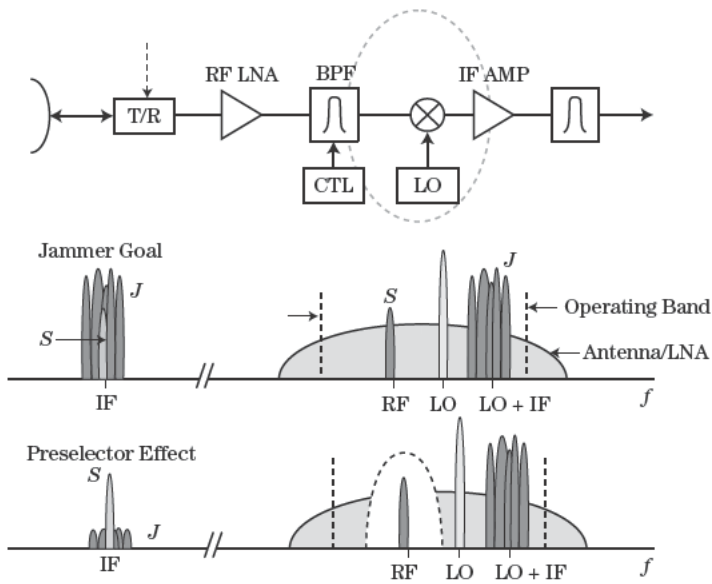 RF LNA BPF IF AMP
T/R
CTL LO
Jammer Goal
J
S
IF
S
J
Operating Band
Antenna/LNA
RF LO LO + IF f
Preselector Effect
S
J
IF
RF LO LO + IF f